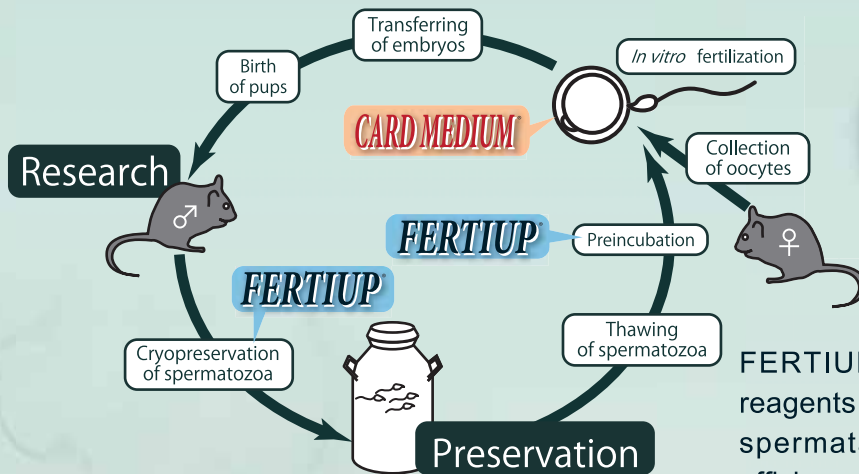 Transferring
of embryos
In vitro fertilization
Birth
of pups
CARD MEDIUM®
Collection
of oocytes
Research
♂
♀
FERTIUP®
Preincubation
FERTIUP®
Thawing
of spermatozoa
Cryopreservation
of spermatozoa
Preservation
FERTIUP
reagents